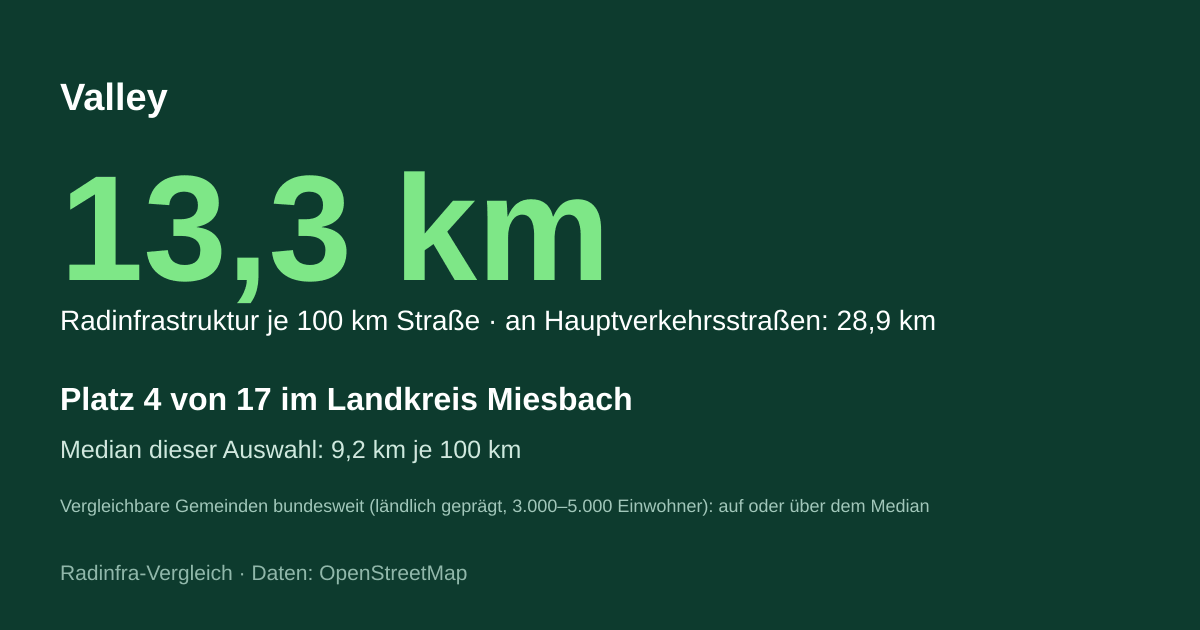 Valley
13,3 km
Radinfrastruktur je 100 km Straße · an Hauptverkehrsstraßen: 28,9 km
Platz 4 von 17 im Landkreis Miesbach
Median dieser Auswahl: 9,2 km je 100 km
Vergleichbare Gemeinden bundesweit (ländlich geprägt, 3.000–5.000 Einwohner): auf oder über dem Median
Radinfra-Vergleich · Daten: OpenStreetMap